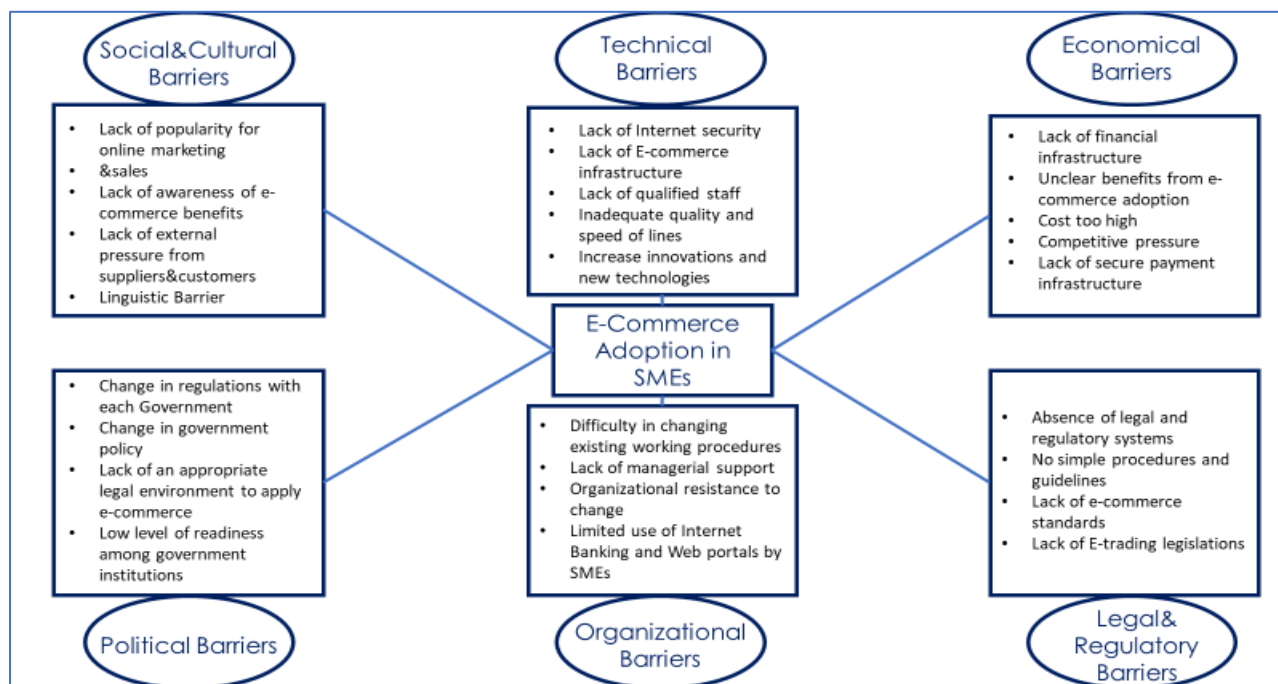 Social&Cultural
Barriers
• Lack of popularity for
online marketing
• &sales
• Lack of awareness of e-
commerce benefits
• Lack of external
pressure from
suppliers&customers
• Linguistic Barrier
Technical
Barriers
• Lack of Internet security
• Lack of E-commerce
infrastructure
• Lack of qualified staff
• Inadequate quality and
speed of lines
• Increase innovations and
new technologies
Economical
Barriers
• Lack of financial
infrastructure
• Unclear benefits from e-
commerce adoption
• Cost too high
• Competitive pressure
• Lack of secure payment
infrastructure
E-Commerce
Adoption in
SMEs
• Change in regulations with
each Government
• Change in government
policy
• Lack of an appropriate
legal environment to apply
e-commerce
• Low level of readiness
among government
institutions
Political Barriers
• Difficulty in changing
existing working procedures
• Lack of managerial support
• Organizational resistance to
change
• Limited use of Internet
Banking and Web portals by
SMEs
Organizational
Barriers
• Absence of legal and
regulatory systems
• No simple procedures and
guidelines
• Lack of e-commerce
standards
• Lack of E-trading legislations
Legal&
Regulatory
Barriers